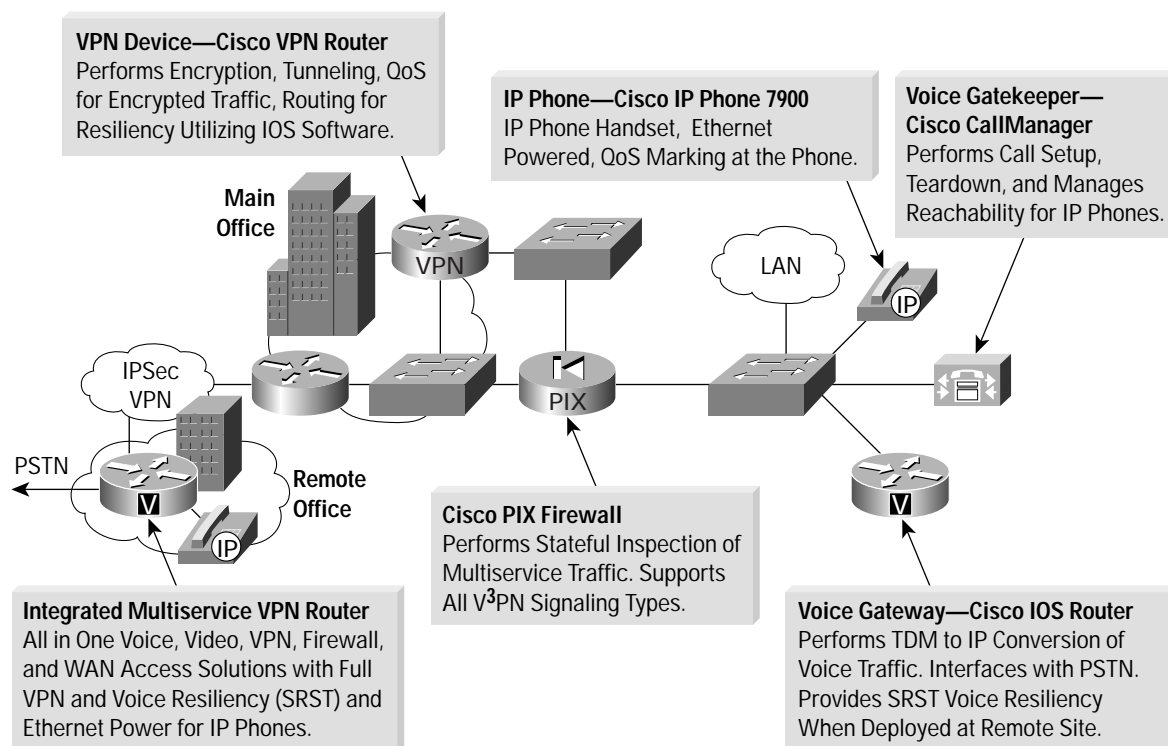 VPN Device—Cisco VPN Router
Performs Encryption, Tunneling, QoS
for Encrypted Traffic, Routing for
Resiliency Utilizing IOS Software.
IP Phone—Cisco IP Phone 7900
IP Phone Handset, Ethernet
Powered, QoS Marking at the Phone.
Voice Gatekeeper—
Cisco CallManager
Performs Call Setup,
Teardown, and Manages
Reachability for IP Phones.
Main
Office
VPN
LAN
IP
IPSec
VPN
PIX
PSTN
V
Remote
Office
IP
V
Cisco PIX Firewall
Performs Stateful Inspection of
Multiservice Traffic. Supports
All V³PN Signaling Types.
Integrated Multiservice VPN Router
All in One Voice, Video, VPN, Firewall,
and WAN Access Solutions with Full
VPN and Voice Resiliency (SRST) and
Ethernet Power for IP Phones.
Voice Gateway—Cisco IOS Router
Performs TDM to IP Conversion of
Voice Traffic. Interfaces with PSTN.
Provides SRST Voice Resiliency
When Deployed at Remote Site.